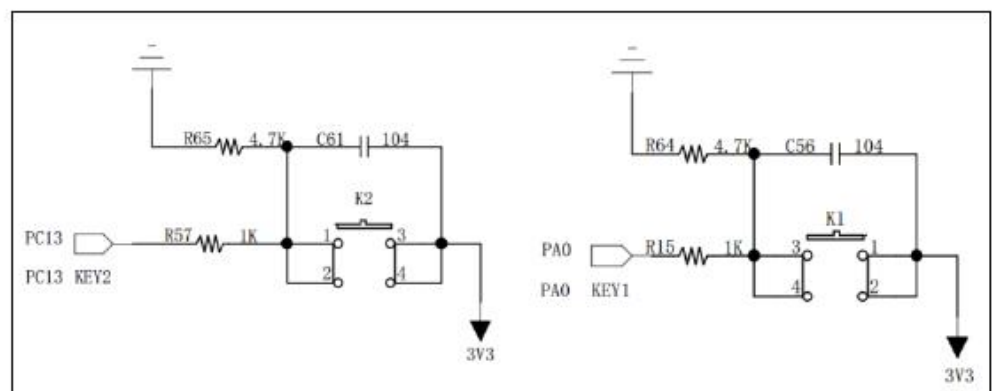 R65 4.7K C61 104
K2
PC13 R57 1K 1 3
PC13 KEY2 2 4
3V3
R64 4.7K C56 104
K1
PA0 R15 1K 3 1
PA0 KEY1 4 2
3V3